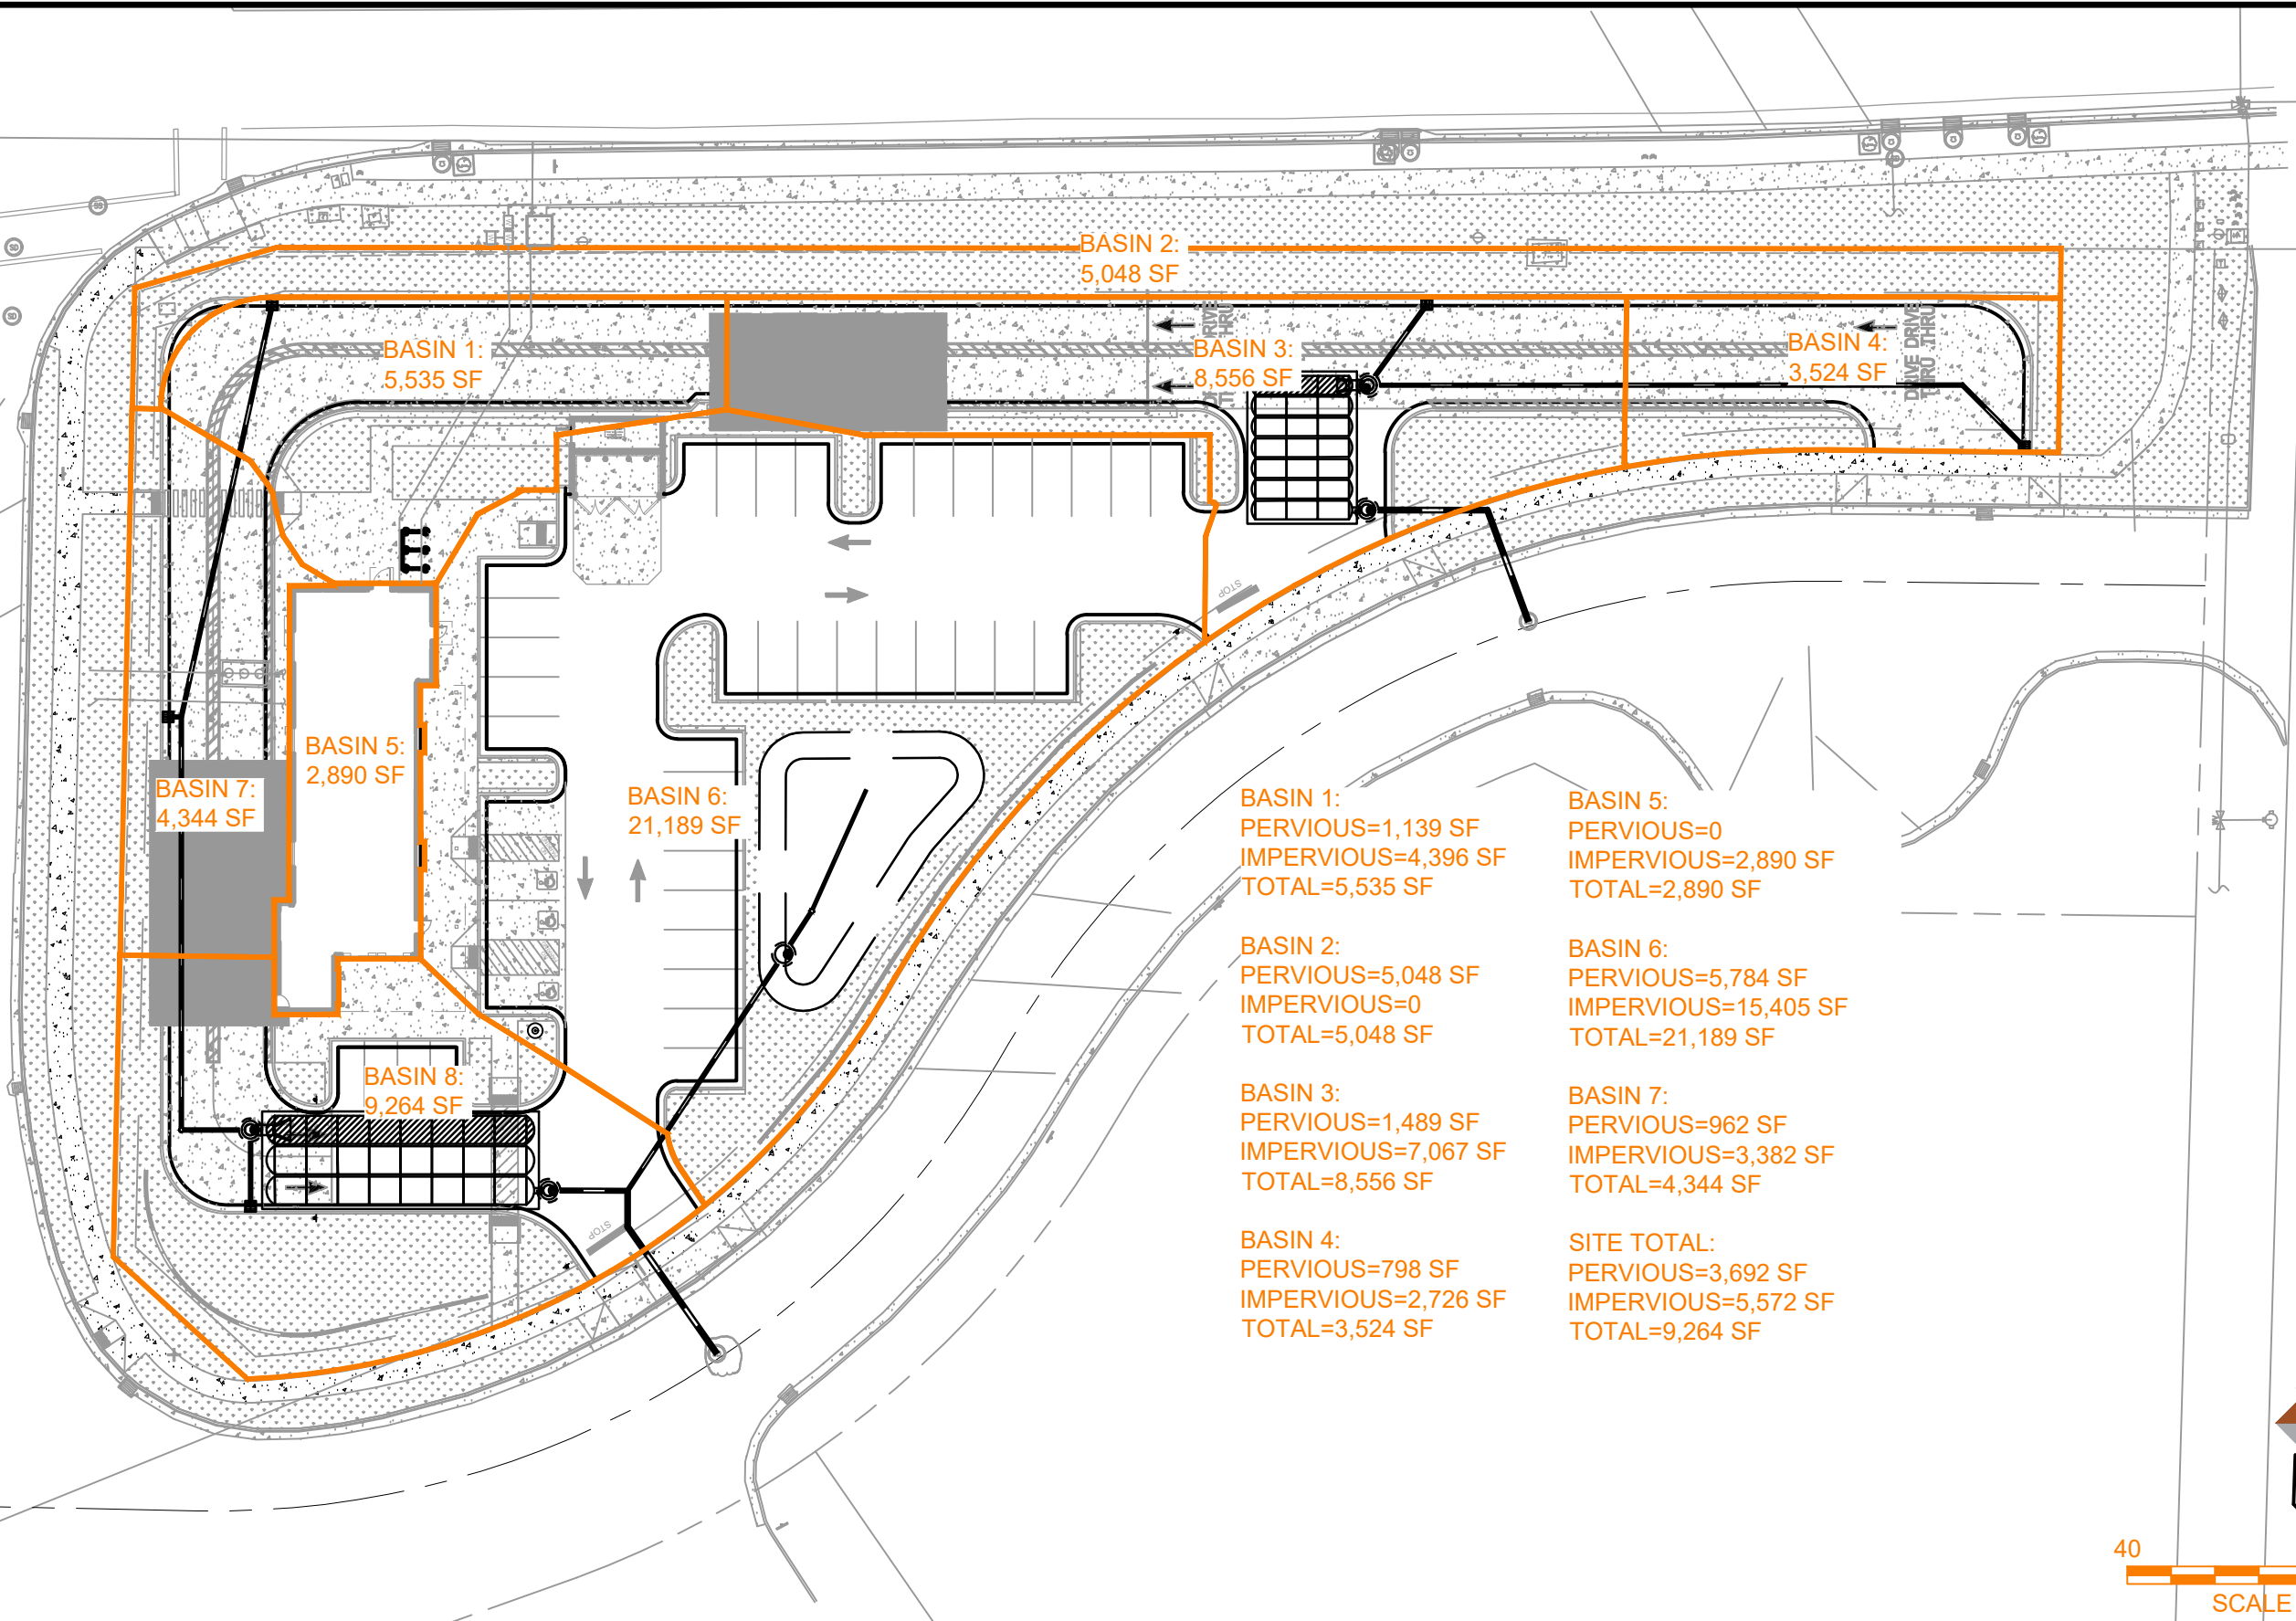 BASIN 2:
5,048 SF
BASIN 1:
5,535 SF
BASIN 3:
8,556 SF
BASIN 4:
3,524 SF
DRIVE
THRU
DRIVE
THRU
DRIVE
THRU
STOP
BASIN 5:
2,890 SF
BASIN 7:
4,344 SF
BASIN 6:
21,189 SF
BASIN 8:
9,264 SF
STOP
BASIN 1:
PERVIOUS=1,139 SF
IMPERVIOUS=4,396 SF
TOTAL=5,535 SF
BASIN 2:
PERVIOUS=5,048 SF
IMPERVIOUS=0
TOTAL=5,048 SF
BASIN 3:
PERVIOUS=1,489 SF
IMPERVIOUS=7,067 SF
TOTAL=8,556 SF
BASIN 4:
PERVIOUS=798 SF
IMPERVIOUS=2,726 SF
TOTAL=3,524 SF
BASIN 5:
PERVIOUS=0
IMPERVIOUS=2,890 SF
TOTAL=2,890 SF
BASIN 6:
PERVIOUS=5,784 SF
IMPERVIOUS=15,405 SF
TOTAL=21,189 SF
BASIN 7:
PERVIOUS=962 SF
IMPERVIOUS=3,382 SF
TOTAL=4,344 SF
SITE TOTAL:
PERVIOUS=3,692 SF
IMPERVIOUS=5,572 SF
TOTAL=9,264 SF
40
SCALE